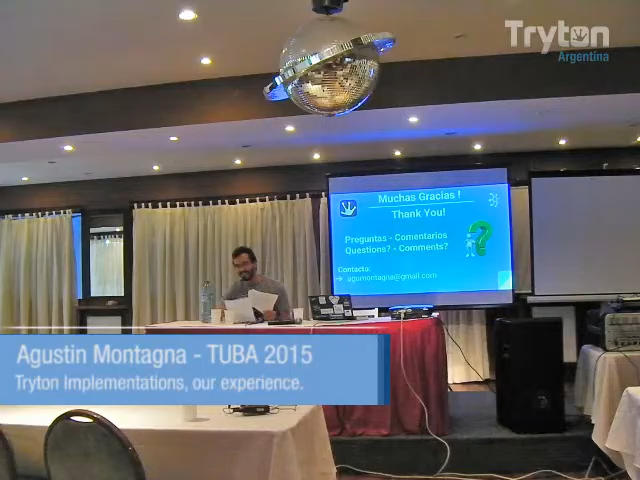 Tryton
Argentina
Muchas Gracias !
Thank You!
Preguntas - Comentarios
Questions? - Comments?
Contacto:
agumontagna@gmail.com
Agustin Montagna - TUBA 2015
Tryton Implementations, our experience.